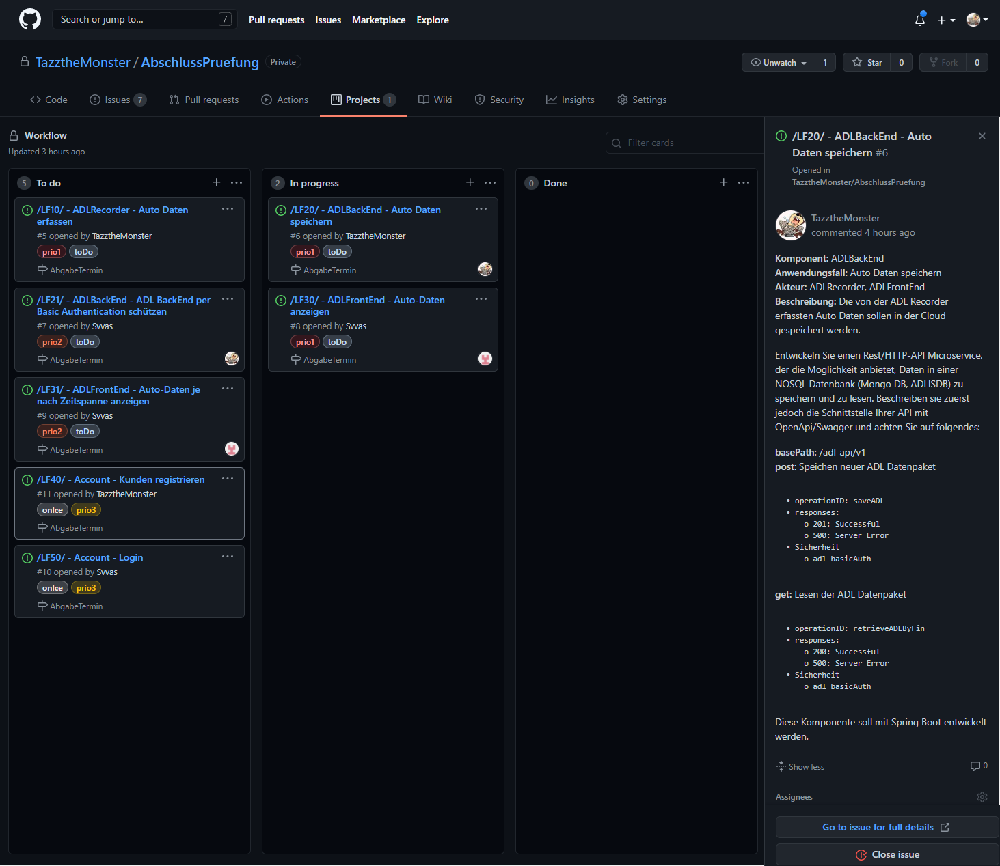 Search or jump to...
/
Pull requests
Issues
Marketplace
Explore
TazztheMonster / AbschlussPruefung
Private
Unwatch
1
Star
0
Fork
0
Code
Issues 7
Pull requests
Actions
Projects 1
Wiki
Security
Insights
Settings
Workflow
Updated 3 hours ago
Filter cards
5 To do
/LF10/ - ADLRecorder - Auto Daten
erfassen
#5 opened by TazztheMonster
prio1 toDo
AbgabeTermin
/LF21/ - ADLBackEnd - ADL BackEnd per
Basic Authentication schützen
#7 opened by Svvas
prio2 toDo
AbgabeTermin
/LF31/ - ADLFrontEnd - Auto-Daten je
nach Zeitspanne anzeigen
#9 opened by Svvas
prio2 toDo
AbgabeTermin
/LF40/ - Account - Kunden registrieren
#11 opened by TazztheMonster
onIce prio3
AbgabeTermin
/LF50/ - Account - Login
#10 opened by Svvas
onIce prio3
AbgabeTermin
2 In progress
/LF20/ - ADLBackEnd - Auto Daten
speichern
#6 opened by TazztheMonster
prio1 toDo
AbgabeTermin
/LF30/ - ADLFrontEnd - Auto-Daten
anzeigen
#8 opened by Svvas
prio1 toDo
AbgabeTermin
0 Done
/LF20/ - ADLBackEnd - Auto
Daten speichern #6
Opened in
TazztheMonster/AbschlussPruefung
TazztheMonster
commented 4 hours ago
Komponent: ADLBackEnd
Anwendungsfall: Auto Daten speichern
Akteur: ADLRecorder, ADLFrontEnd
Beschreibung: Die von der ADL Recorder
erfassten Auto Daten sollen in der Cloud
gespeichert werden.
Entwickeln Sie einen Rest/HTTP-API Microservice,
der die Möglichkeit anbietet, Daten in einer
NOSQL Datenbank (Mongo DB, ADLISDB) zu
speichern und zu lesen. Beschreiben sie zuerst
jedoch die Schnittstelle Ihrer API mit
OpenApi/Swagger und achten Sie auf folgendes:
basePath: /adl-api/v1
post: Speichen neuer ADL Datenpaket
• operationID: saveADL
• responses:
o 201: Successful
o 500: Server Error
• Sicherheit
o adl basicAuth
get: Lesen der ADL Datenpaket
• operationID: retrieveADLByFin
• responses:
o 200: Successful
o 500: Server Error
• Sicherheit
o adl basicAuth
Diese Komponente soll mit Spring Boot entwickelt
werden.
Show less
0
Assignees
Go to issue for full details
Close issue